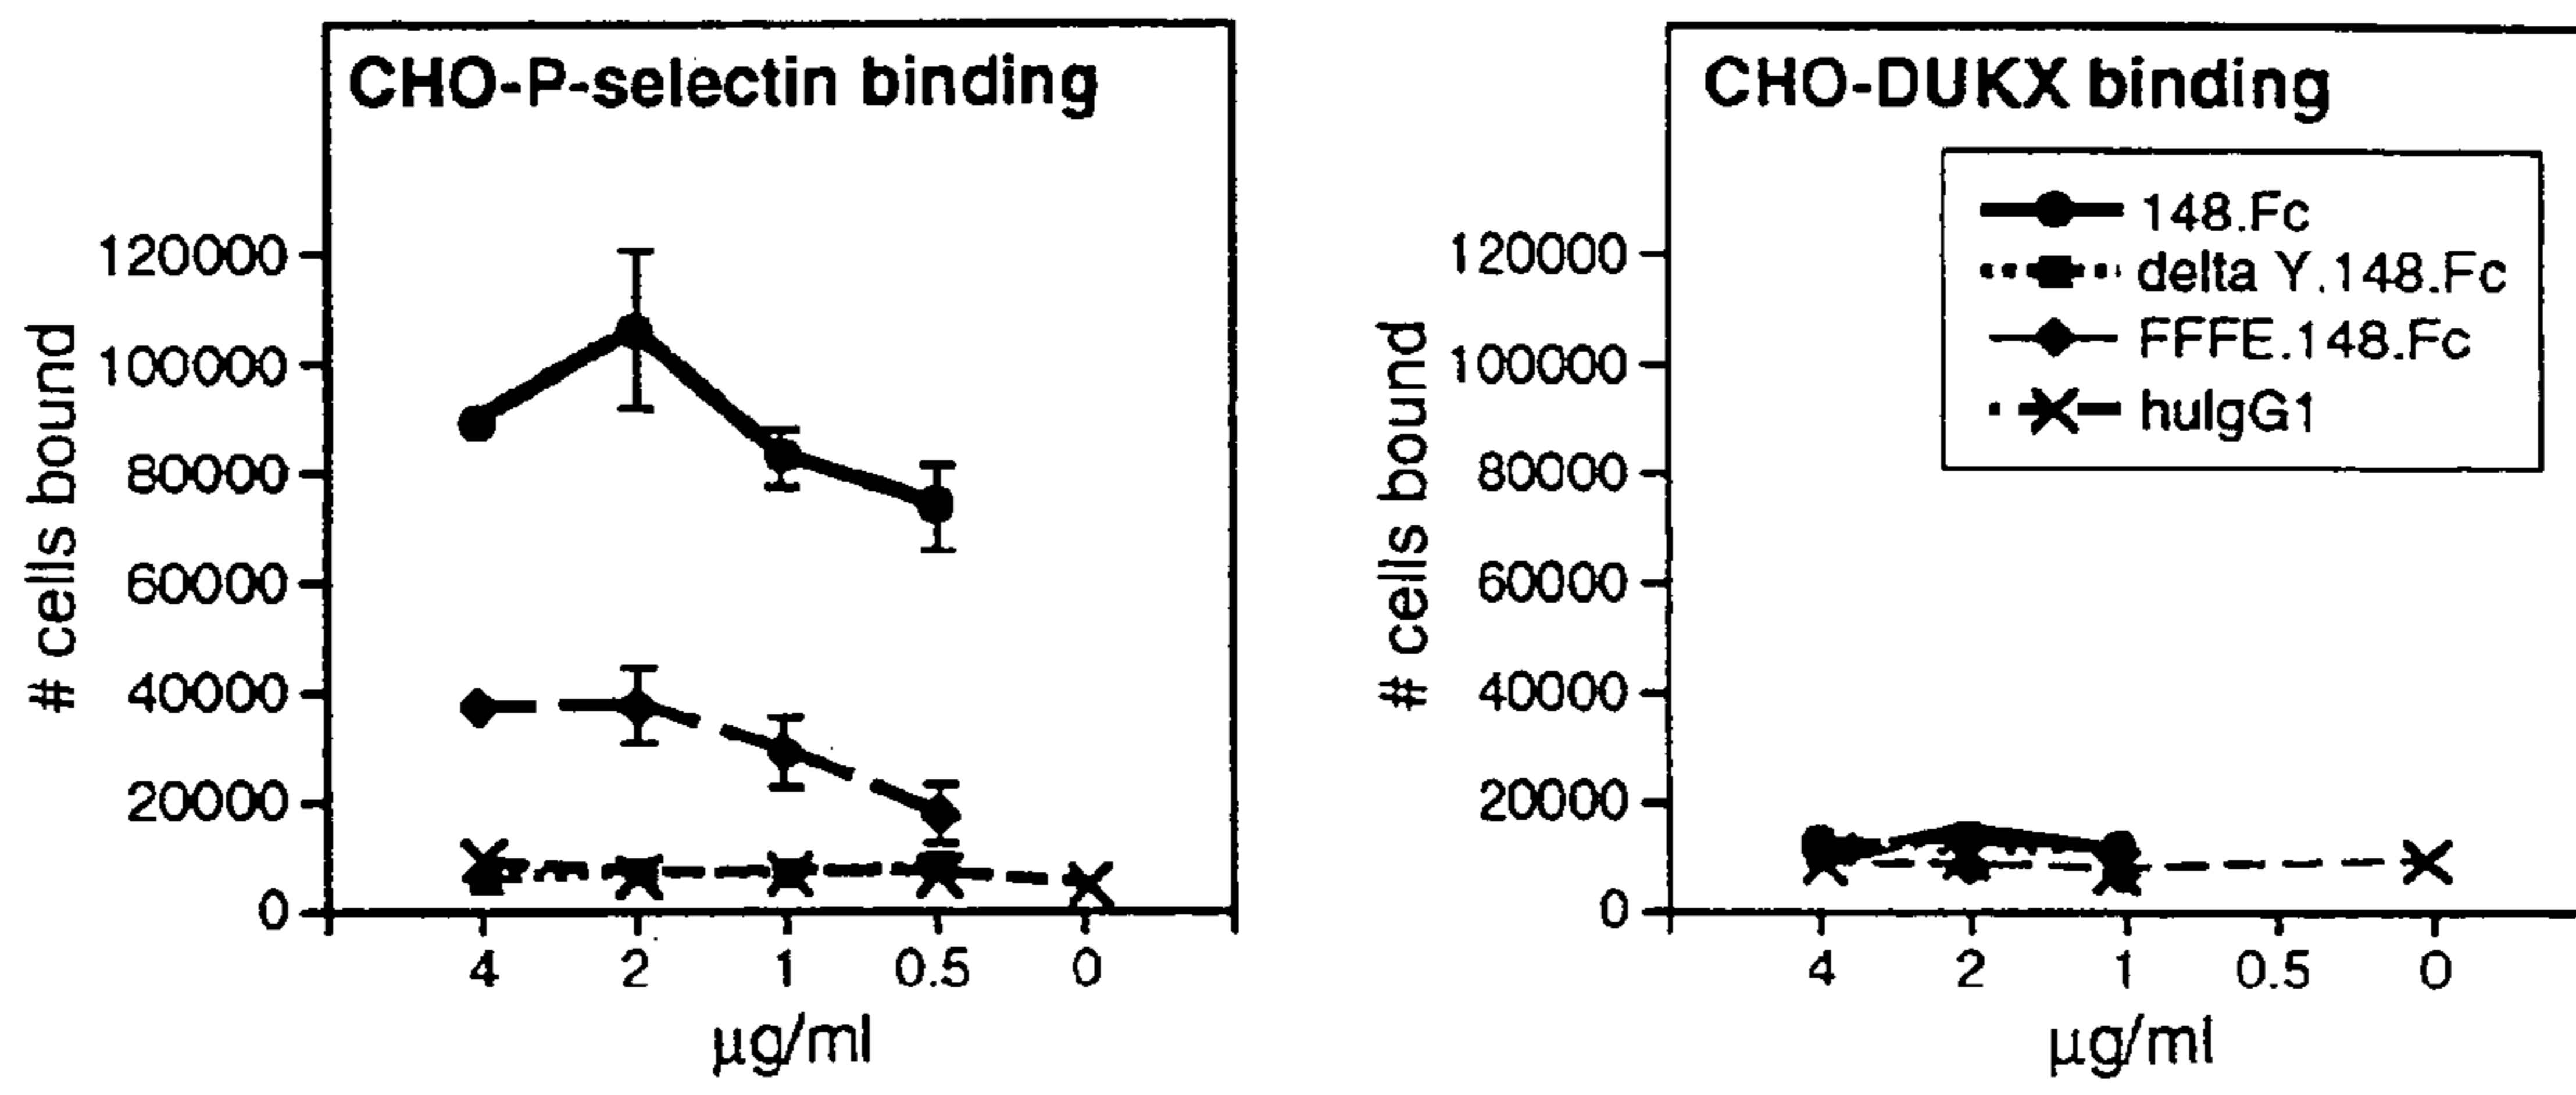 CHO-P-selectin binding
# cells bound
120000
100000
80000
60000
40000
20000
0
4 2 1 0.5 0
µg/ml
CHO-DUKX binding
148.Fc
delta Y.148.Fc
FFFE.148.Fc
huIgG1
# cells bound
120000
100000
80000
60000
40000
20000
0
4 2 1 0.5 0
µg/ml